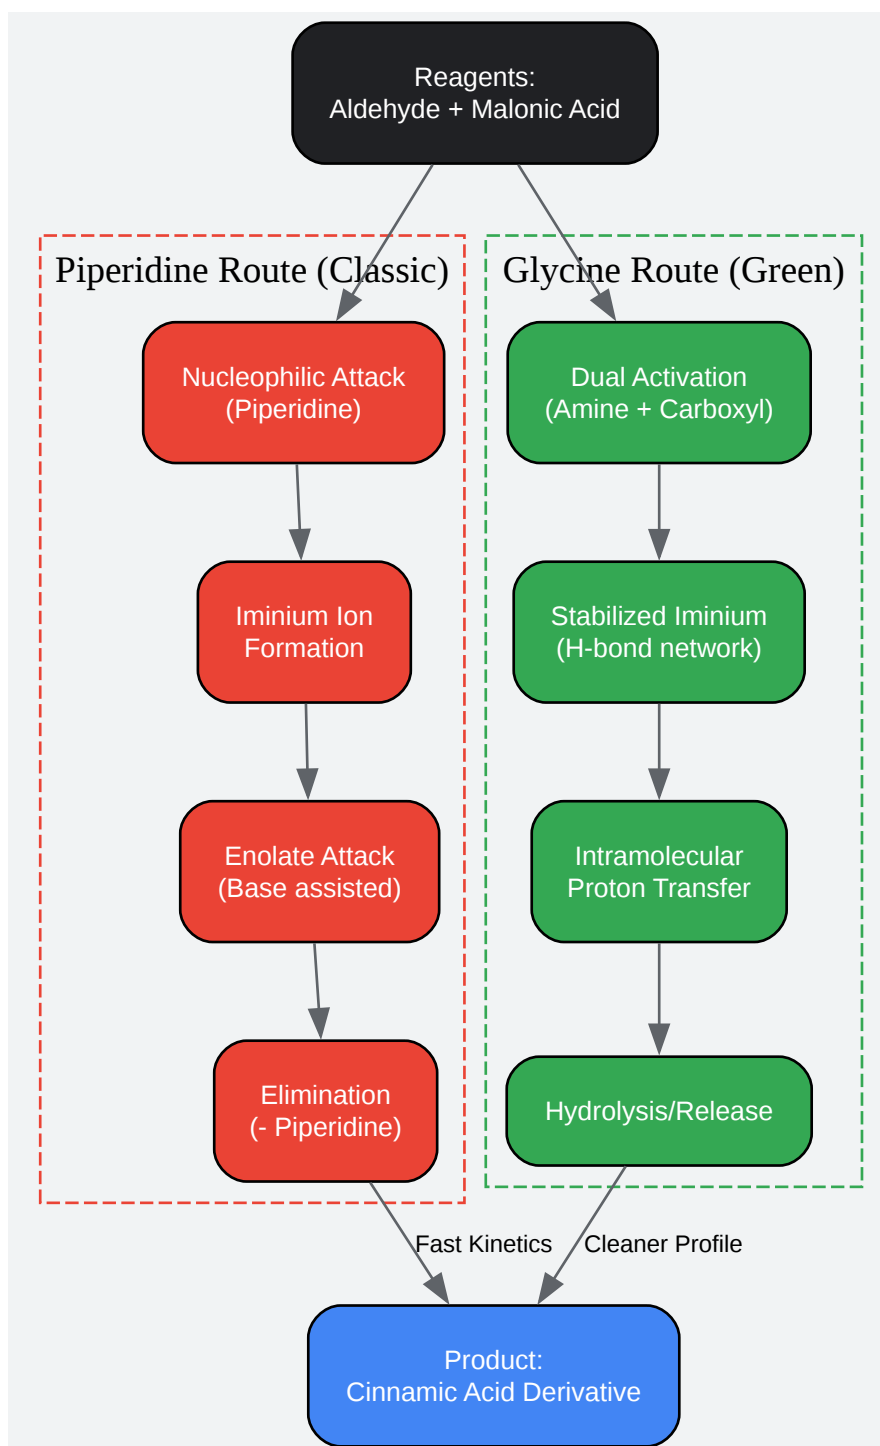 Reagents:
Aldehyde + Malonic Acid
Piperidine Route (Classic)
Nucleophilic Attack
(Piperidine)
Iminium Ion
Formation
Enolate Attack
(Base assisted)
Elimination
(- Piperidine)
Glycine Route (Green)
Dual Activation
(Amine + Carboxyl)
Stabilized Iminium
(H-bond network)
Intramolecular
Proton Transfer
Hydrolysis/Release
Fast Kinetics
Cleaner Profile
Product:
Cinnamic Acid Derivative